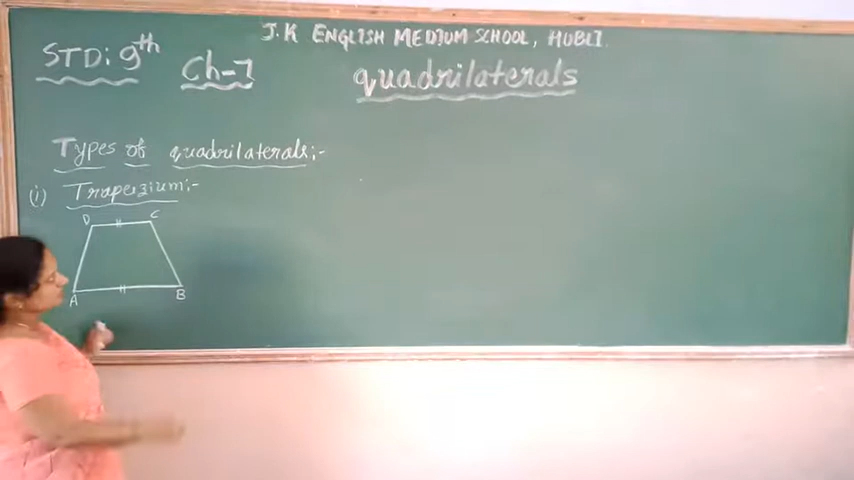 J.K ENGLISH MEDIUM SCHOOL, HUBLI.
STD: 9th Ch-7 quadrilaterals
Types of quadrilaterals:-
(i) Trapezium:-
D C
A B